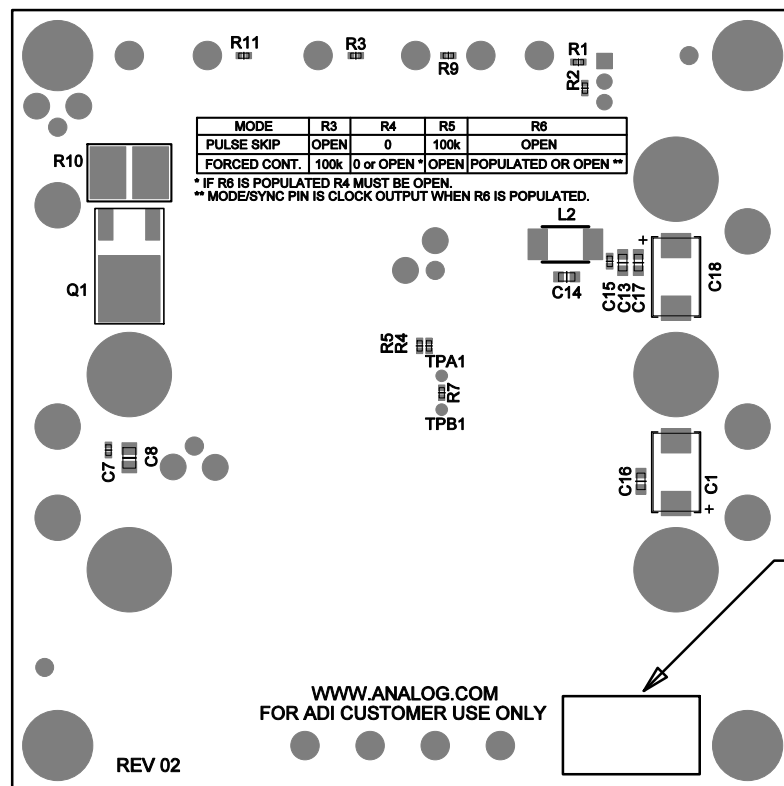 R11
R3
R9
R1
R2
MODE R3 R4 R5 R6
PULSE SKIP OPEN 0 100k OPEN
FORCED CONT. 100k 0 or OPEN * OPEN POPULATED OR OPEN **
* IF R6 IS POPULATED R4 MUST BE OPEN.
** MODE/SYNC PIN IS CLOCK OUTPUT WHEN R6 IS POPULATED.
R10
L2
+
Q1
C14
C15
C13
C17
C18
R5
R4
TPA1
R7
TPB1
C7
C8
C16
C1
+
WWW.ANALOG.COM
FOR ADI CUSTOMER USE ONLY
REV 02